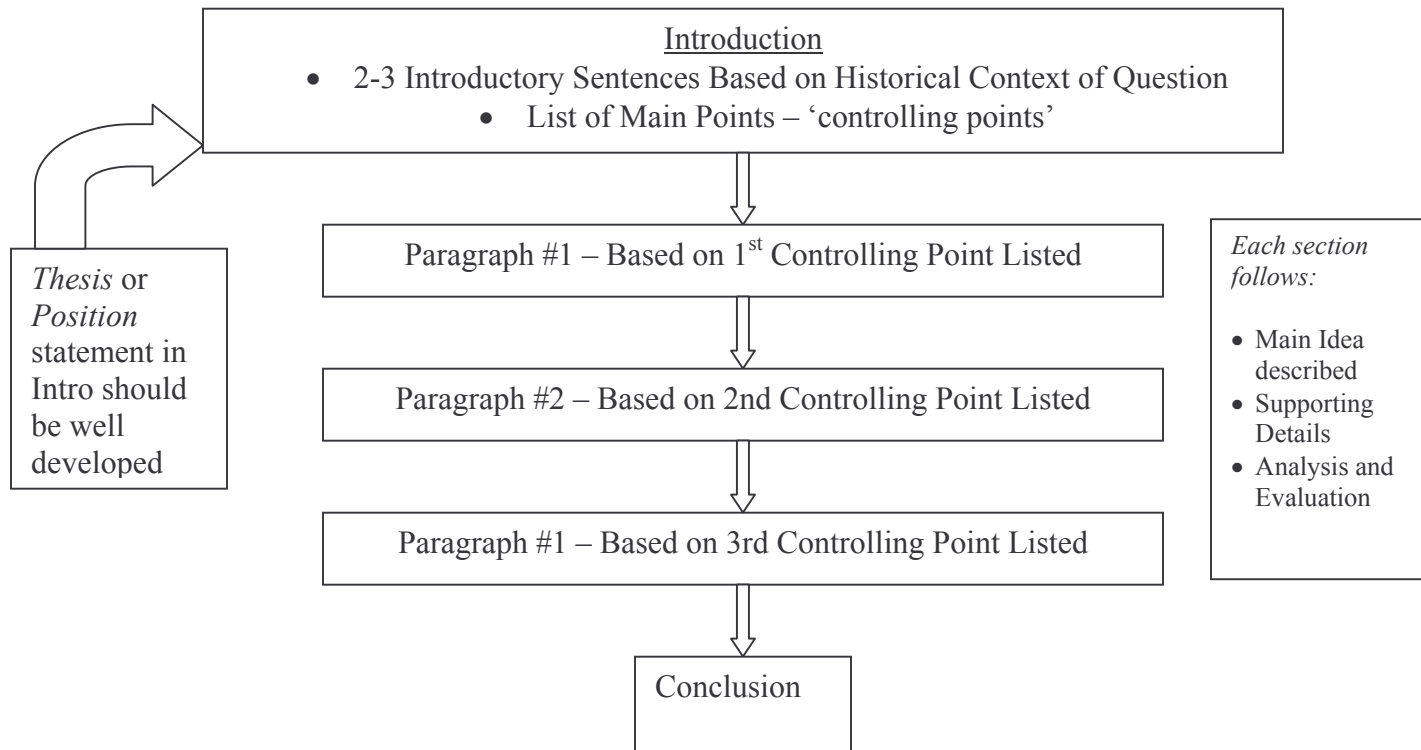 Introduction
• 2-3 Introductory Sentences Based on Historical Context of Question
• List of Main Points – ‘controlling points’
Thesis or
Position
statement in
Intro should
be well
developed
Paragraph #1 – Based on 1st Controlling Point Listed
Paragraph #2 – Based on 2nd Controlling Point Listed
Paragraph #1 – Based on 3rd Controlling Point Listed
Each section
follows:
• Main Idea
described
• Supporting
Details
• Analysis and
Evaluation
Conclusion